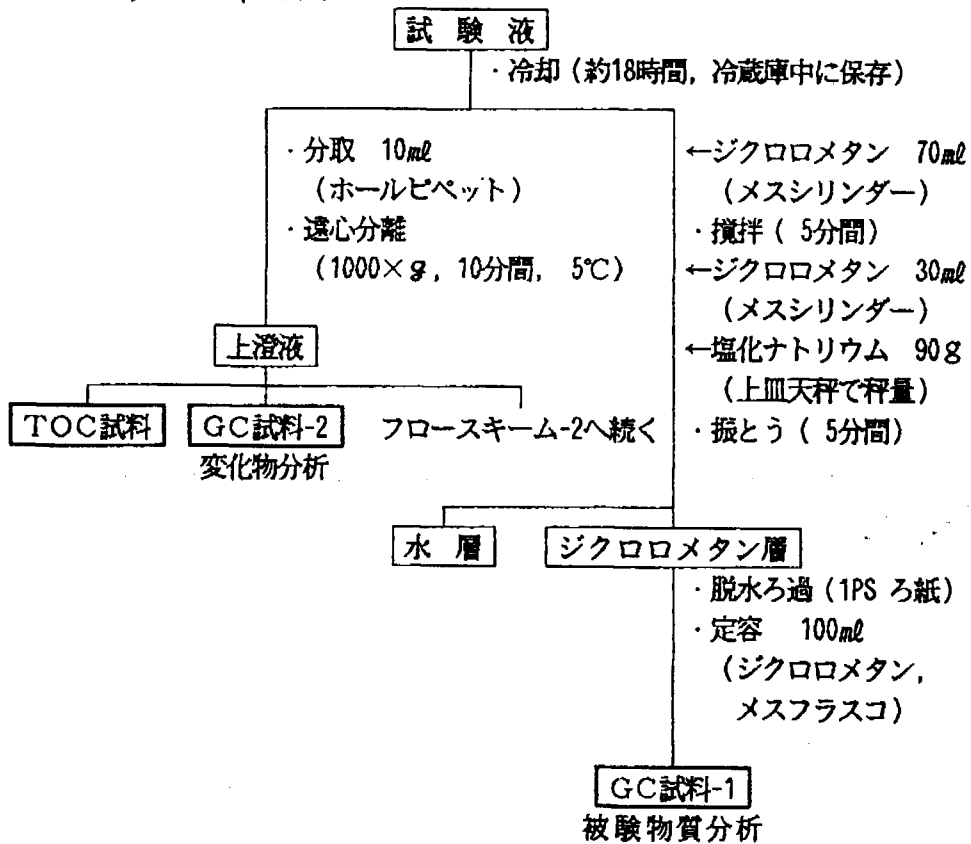 試験液
・冷却（約18時間，冷蔵庫中に保存）
・分取 10㎖
（ホールピペット）
・遠心分離
（1000×g，10分間， 5℃）
上澄液
TOC試料
GC試料-2
変化物分析
フロースキーム-2へ続く
←ジクロロメタン 70㎖
（メスシリンダー）
・攪拌（ 5分間）
←ジクロロメタン 30㎖
（メスシリンダー）
←塩化ナトリウム 90g
（上皿天秤で秤量）
・振とう（ 5分間）
水層
ジクロロメタン層
・脱水ろ過（1PS ろ紙）
・定容 100㎖
（ジクロロメタン，
メスフラスコ）
GC試料-1
被験物質分析